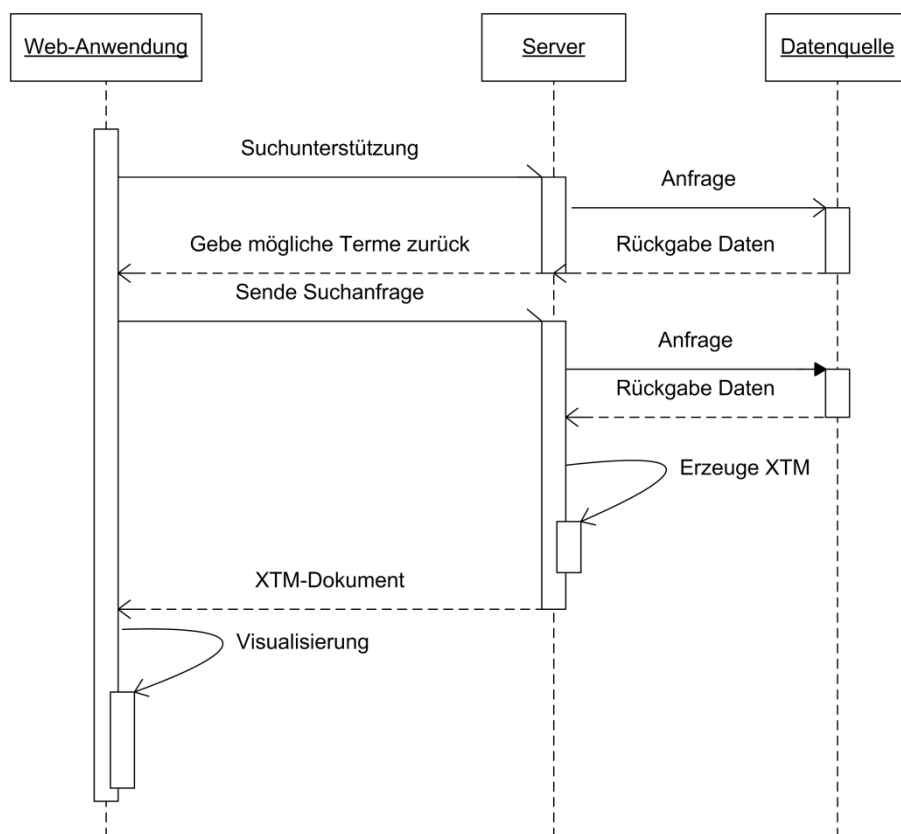 Web-Anwendung
Server
Datenquelle
Suchunterstützung
Anfrage
Gebe mögliche Terme zurück
Rückgabe Daten
Sende Suchanfrage
Anfrage
Rückgabe Daten
Erzeuge XTM
XTM-Dokument
Visualisierung